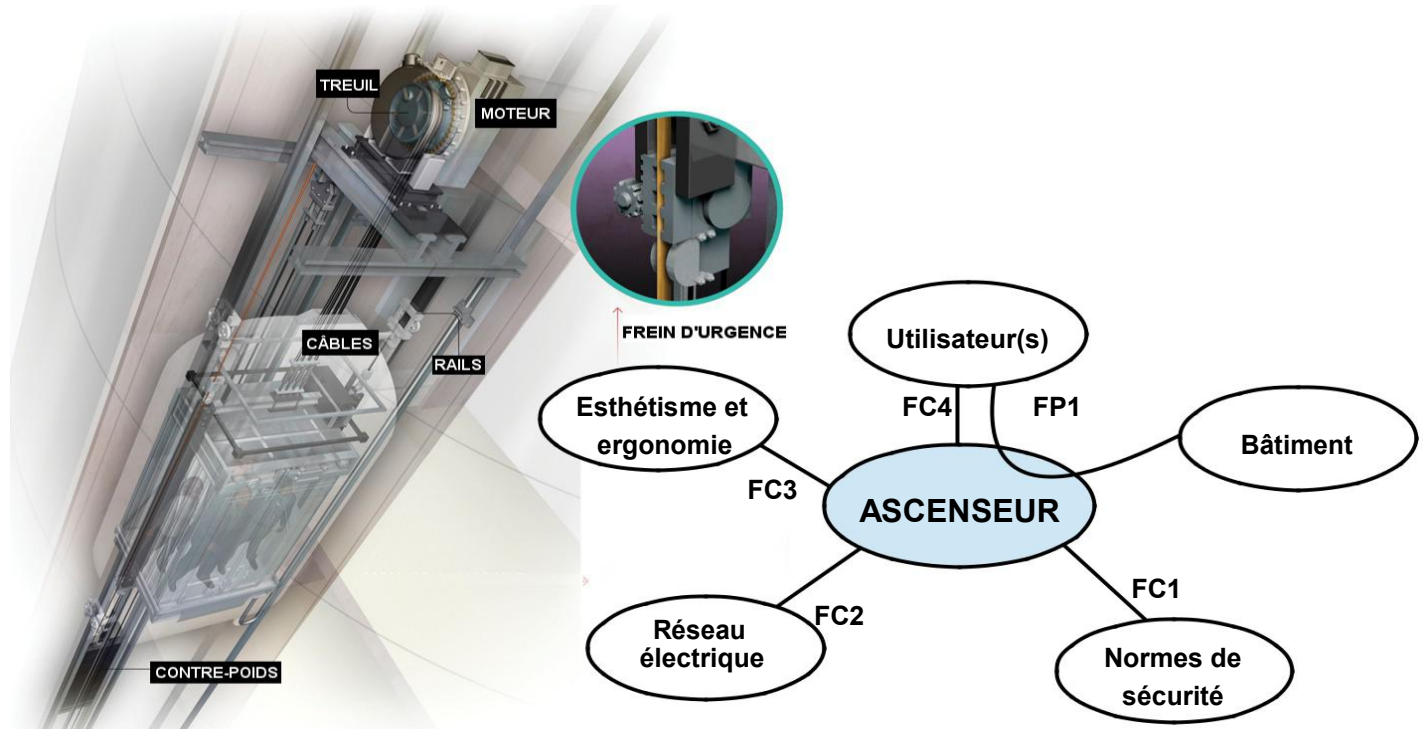 TREUIL
MOTEUR
CÂBLES
RAILS
FREIN D'URGENCE
CONTRE-POIDS
Utilisateur(s)
FC4
FP1
Esthétisme et
ergonomie
Bâtiment
FC3
ASCENSEUR
FC2
FC1
Réseau
électrique
Normes de
sécurité